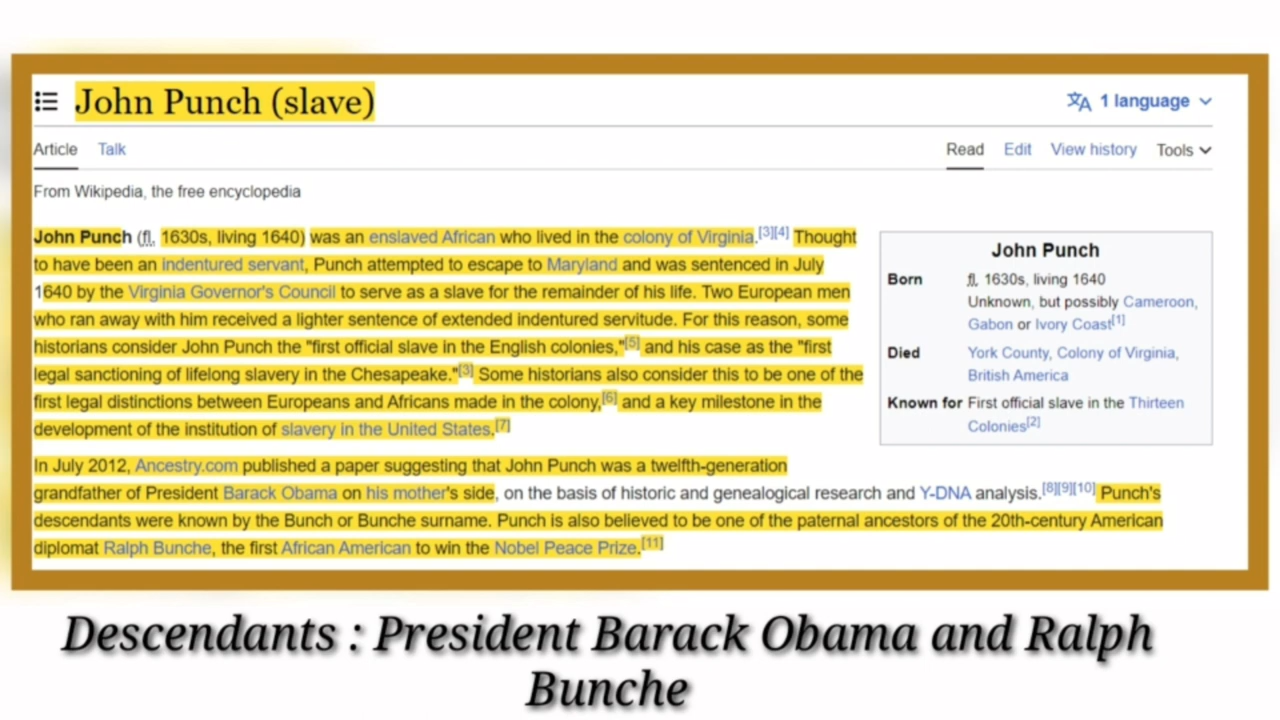 John Punch (slave)
1 language
Article Talk Read Edit View history Tools
From Wikipedia, the free encyclopedia
John Punch (fl. 1630s, living 1640) was an enslaved African who lived in the colony of Virginia.[3][4] Thought
to have been an indentured servant, Punch attempted to escape to Maryland and was sentenced in July
1640 by the Virginia Governor's Council to serve as a slave for the remainder of his life. Two European men
who ran away with him received a lighter sentence of extended indentured servitude. For this reason, some
historians consider John Punch the "first official slave in the English colonies,"[5] and his case as the "first
legal sanctioning of lifelong slavery in the Chesapeake."[3] Some historians also consider this to be one of the
first legal distinctions between Europeans and Africans made in the colony,[6] and a key milestone in the
development of the institution of slavery in the United States.[7]
In July 2012, Ancestry.com published a paper suggesting that John Punch was a twelfth-generation
grandfather of President Barack Obama on his mother's side, on the basis of historic and genealogical research and Y-DNA analysis.[8][9][10] Punch's
descendants were known by the Bunch or Bunche surname. Punch is also believed to be one of the paternal ancestors of the 20th-century American
diplomat Ralph Bunche, the first African American to win the Nobel Peace Prize.[11]
John Punch
Born fl. 1630s, living 1640
Unknown, but possibly Cameroon,
Gabon or Ivory Coast[1]
Died York County, Colony of Virginia,
British America
Known for First official slave in the Thirteen
Colonies[2]
Descendants : President Barack Obama and Ralph
Bunche